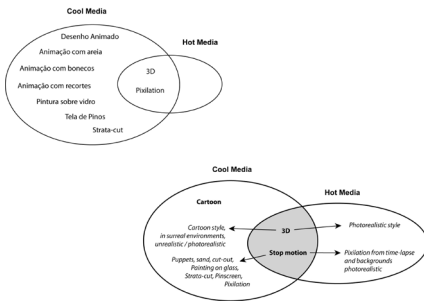 Cool Media
Desenho Animado
Hot Media
Animação com areia
Animação com bonecos
3D
Animação com recortes
Pixilation
Pintura sobre vidro
Tela de Pinos
Strata-cut
Cool Media
Hot Media
Cartoon
Cartoon style,
in surreal environments,
unrealistic / photorealistic
3D
Photorealistic style
Stop motion
Puppets, sand, cut-out,
Painting on glass,
Strata-cut, Pinscreen,
Pixilation
Pixilation from time-lapse
and backgrounds
photorealistic